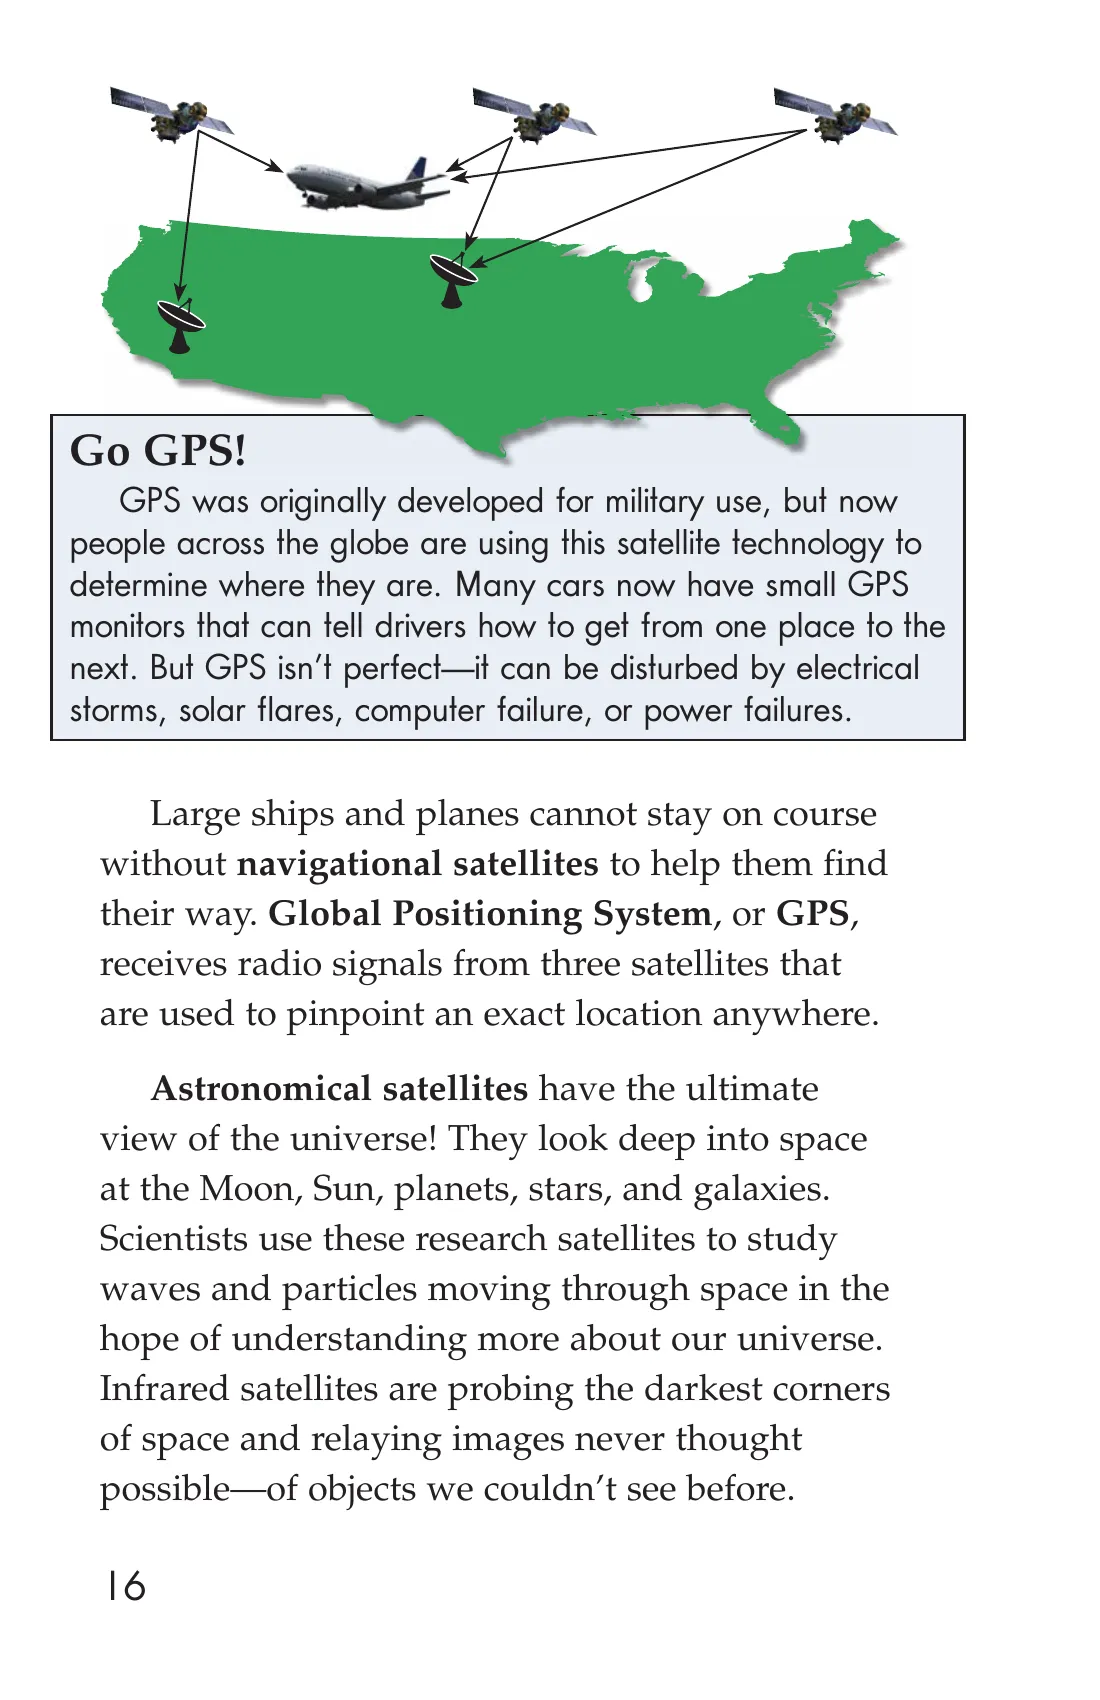 Go GPS!
GPS was originally developed for military use, but now
people across the globe are using this satellite technology to
determine where they are. Many cars now have small GPS
monitors that can tell drivers how to get from one place to the
next. But GPS isn’t perfect—it can be disturbed by electrical
storms, solar flares, computer failure, or power failures.
Large ships and planes cannot stay on course
without navigational satellites to help them find
their way. Global Positioning System, or GPS,
receives radio signals from three satellites that
are used to pinpoint an exact location anywhere.
Astronomical satellites have the ultimate
view of the universe! They look deep into space
at the Moon, Sun, planets, stars, and galaxies.
Scientists use these research satellites to study
waves and particles moving through space in the
hope of understanding more about our universe.
Infrared satellites are probing the darkest corners
of space and relaying images never thought
possible—of objects we couldn’t see before.
16